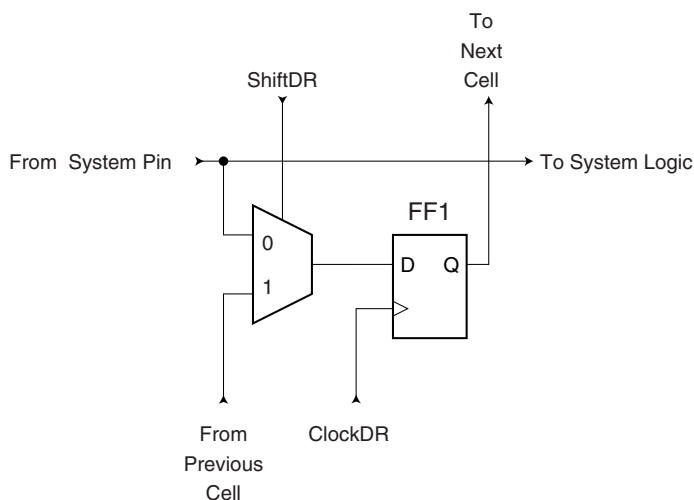 To
Next
Cell
ShiftDR
From System Pin
To System Logic
FF1
0
D Q
1
From
Previous
Cell
ClockDR